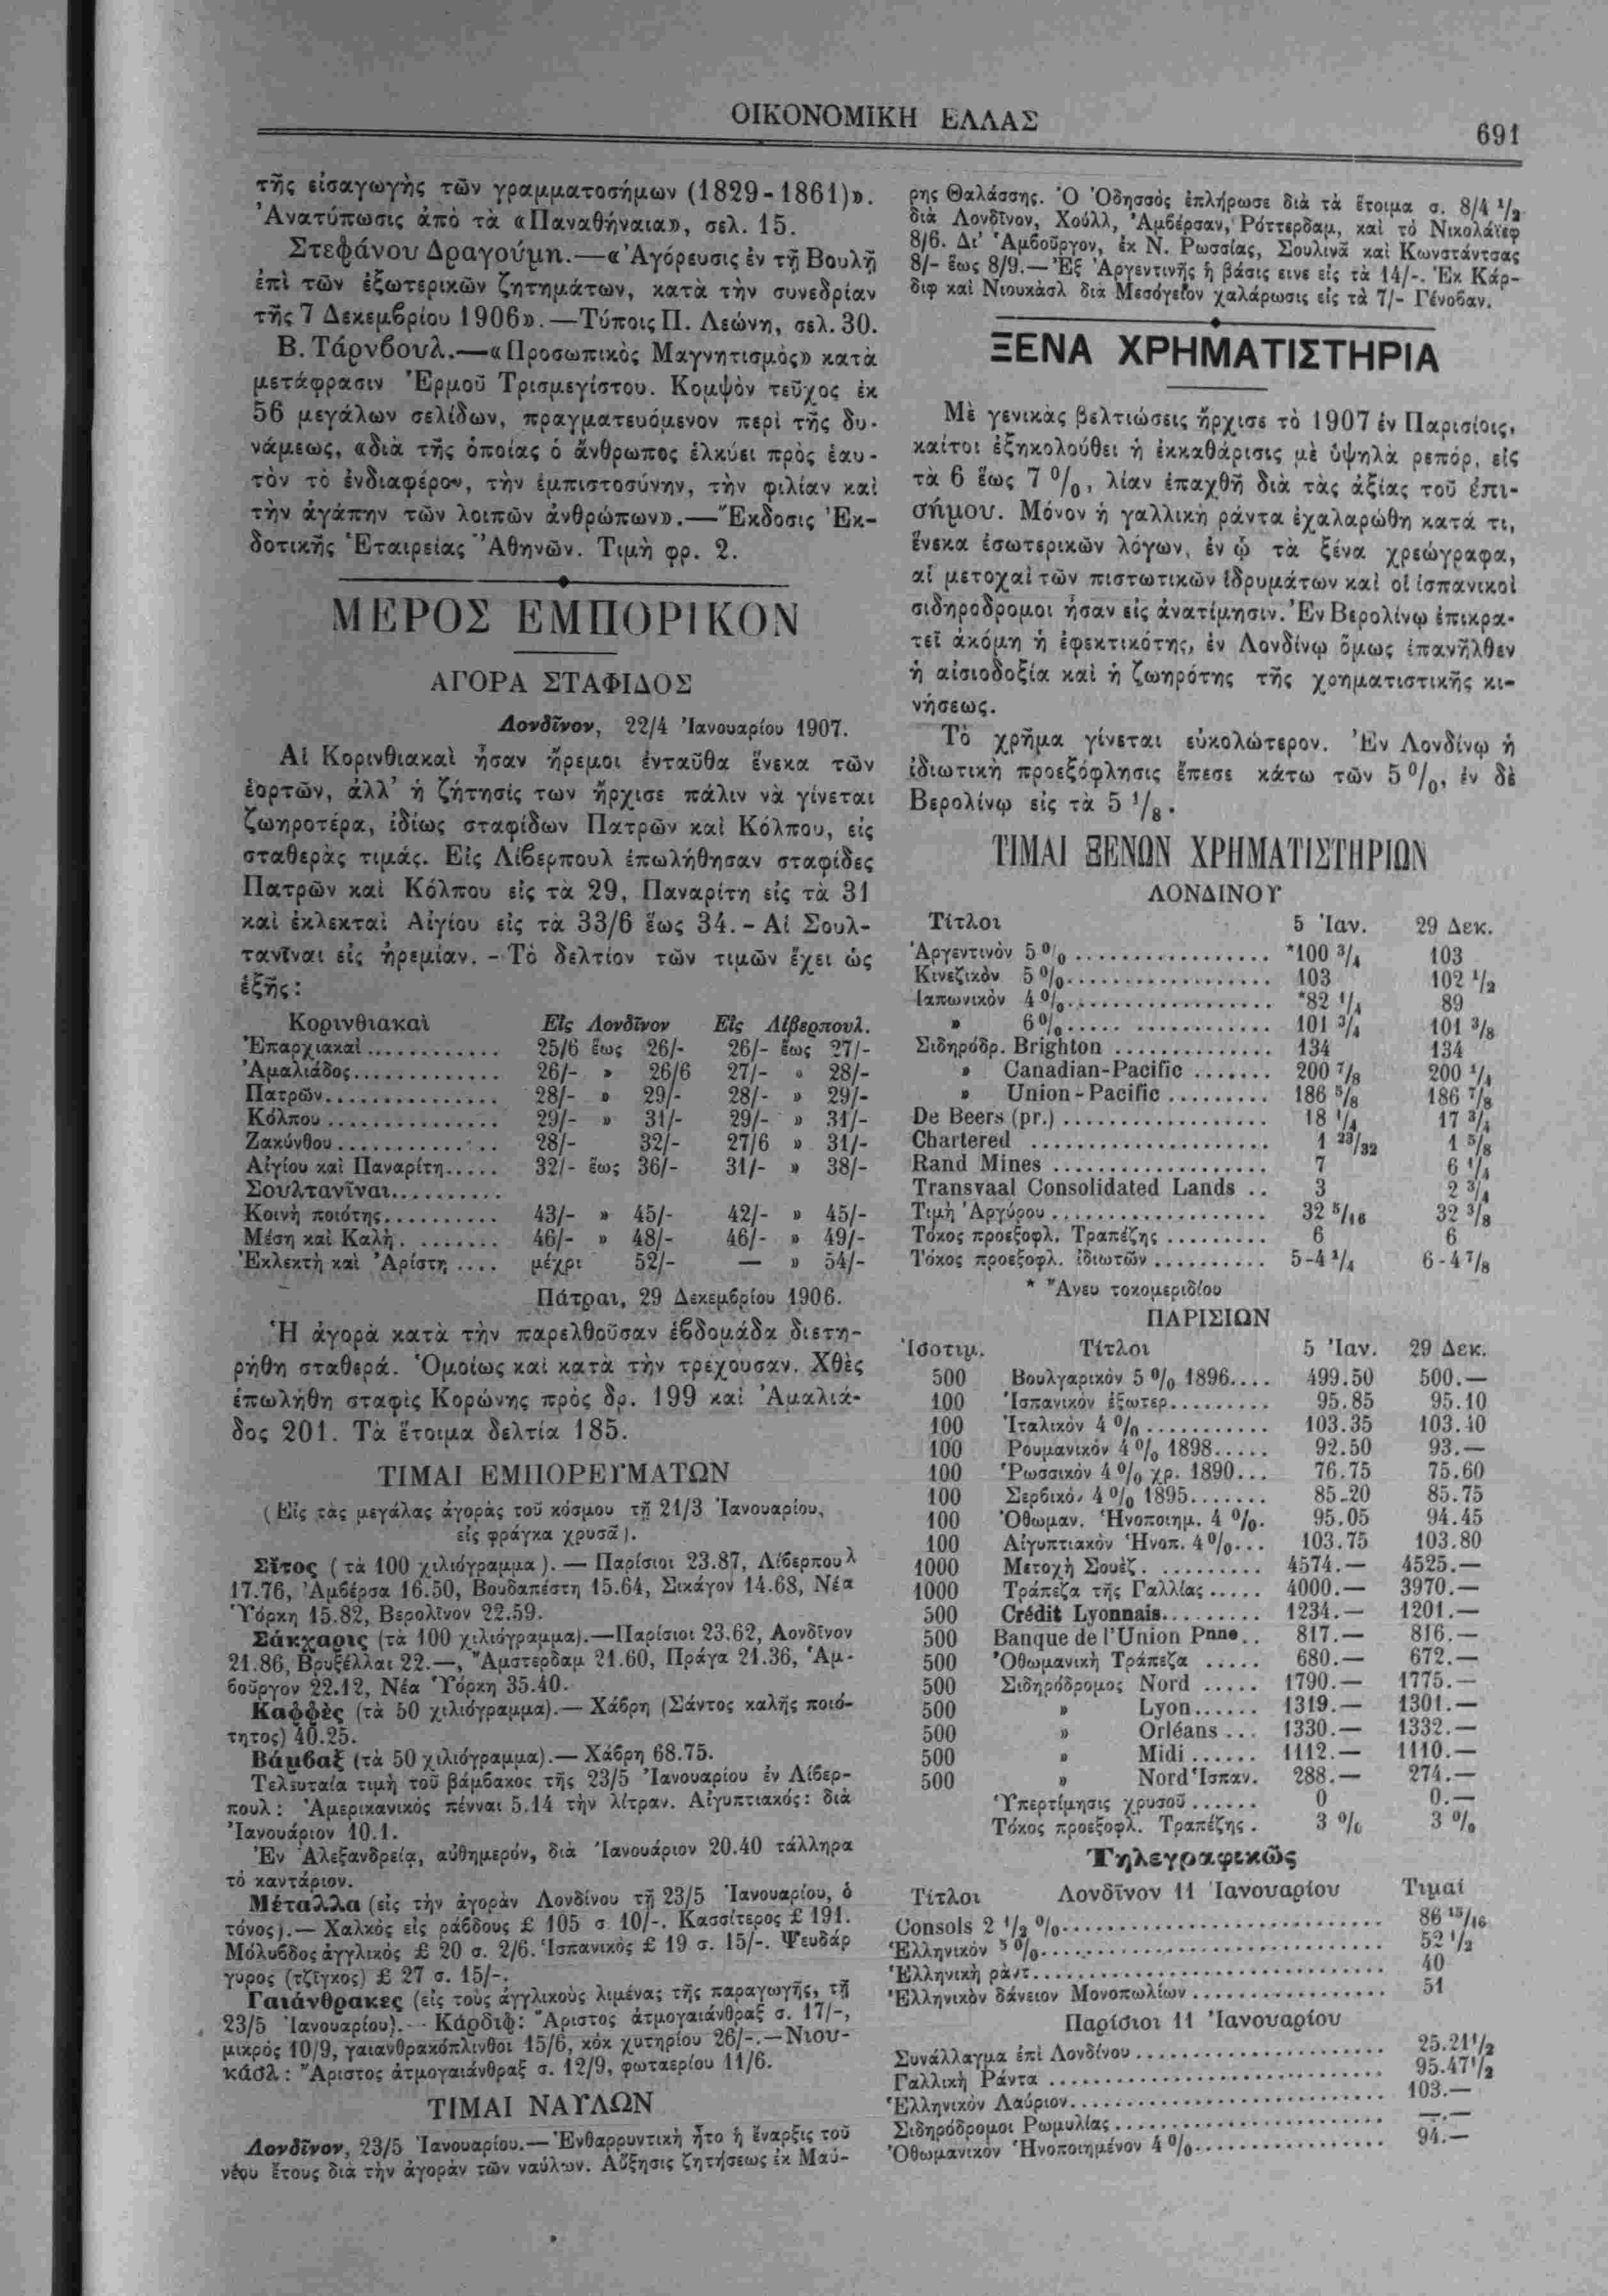 ΟΙΚΟΝΟΜΙΚΗ ΕΛΛΑΣ
691
τῆς εἰσαγωγῆς τῶν γραμματοσήμων (1829-1861)».
Ἀνατύπωσις ἀπὸ τὰ «Παναθήναια», σελ. 15.
Στεφάνου Δραγούμη.—«Ἀγόρευσις ἐν τῇ Βουλῇ
ἐπὶ τῶν ἐξωτερικῶν ζητημάτων, κατὰ τὴν συνεδρίαν
τῆς 7 Δεκεμβρίου 1906».—Τύποις Π. Λεώνη, σελ. 30.
Β. Τάρνβουλ.—«Προσωπικὸς Μαγνητισμὸς» κατὰ
μετάφρασιν Ἑρμοῦ Τρισμεγίστου. Κομψὸν τεῦχος ἐκ
56 μεγάλων σελίδων, πραγματευόμενον περὶ τῆς δυ-
νάμεως, «διὰ τῆς ὁποίας ὁ ἄνθρωπος ἑλκύει πρὸς ἑαυ-
τὸν τὸ ἐνδιαφέρον, τὴν ἐμπιστοσύνην, τὴν φιλίαν καὶ
τὴν ἀγάπην τῶν λοιπῶν ἀνθρώπων».—Ἔκδοσις Ἐκ-
δοτικῆς Ἑταιρείας Ἀθηνῶν. Τιμὴ φρ. 2.
ΜΕΡΟΣ ΕΜΠΟΡΙΚΟΝ
ΑΓΟΡΑ ΣΤΑΦΙΔΟΣ
Λονδῖνον, 22/4 Ἰανουαρίου 1907.
Αἱ Κορινθιακαὶ ἦσαν ἤρεμοι ἐνταῦθα ἕνεκα τῶν
ἑορτῶν, ἀλλ' ἡ ζήτησίς των ἤρχισε πάλιν νὰ γίνεται
ζωηροτέρα, ἰδίως σταφίδων Πατρῶν καὶ Κόλπου, εἰς
σταθερὰς τιμάς. Εἰς Λίβερπουλ ἐπωλήθησαν σταφίδες
Πατρῶν καὶ Κόλπου εἰς τὰ 29, Παναρίτη εἰς τὰ 31
καὶ ἐκλεκταὶ Αἰγίου εἰς τὰ 33/6 ἕως 34.- Αἱ Σουλ-
τανῖναι εἰς ἠρεμίαν. - Τὸ δελτίον τῶν τιμῶν ἔχει ὡς
ἑξῆς:
Κορινθιακαὶ Εἰς Λονδῖνον Εἰς Λίβερπουλ.
Ἐπαρχιακαὶ............ 25/6 ἕως 26/- 26/- ἕως 27/-
Ἀμαλιάδος.............. 26/- » 26/6 27/- » 28/-
Πατρῶν................ 28/- » 29/- 28/- » 29/-
Κόλπου................ 29/- » 31/- 29/- » 31/-
Ζακύνθου.............. 28/- 32/- 27/6 » 31/-
Αἰγίου καὶ Παναρίτη..... 32/- ἕως 36/- 31/- » 38/-
Σουλτανῖναι..........
Κοινὴ ποιότης........... 43/- » 45/- 42/- » 45/-
Μέση καὶ Καλὴ......... 46/- » 48/- 46/- » 49/-
Ἐκλεκτὴ καὶ Ἀρίστη .... μέχρι 52/- — » 54/-
Πάτραι, 29 Δεκεμβρίου 1906.
Ἡ ἀγορὰ κατὰ τὴν παρελθοῦσαν ἑβδομάδα διετη-
ρήθη σταθερά. Ὁμοίως καὶ κατὰ τὴν τρέχουσαν. Χθὲς
ἐπωλήθη σταφὶς Κορώνης πρὸς δρ. 199 καὶ Ἀμαλιά-
δος 201. Τὰ ἕτοιμα δελτία 185.
ΤΙΜΑΙ ΕΜΠΟΡΕΥΜΑΤΩΝ
(Εἰς τὰς μεγάλας ἀγορὰς τοῦ κόσμου τῇ 21/3 Ἰανουαρίου,
εἰς φράγκα χρυσᾶ).
Σῖτος (τὰ 100 χιλιόγραμμα). — Παρίσιοι 23.87, Λίβερπουλ
17.76, Ἀμβέρσα 16.50, Βουδαπέστη 15.64, Σικάγον 14.68, Νέα
Ὑόρκη 15.82, Βερολῖνον 22.59.
Σάκχαρις (τὰ 100 χιλιόγραμμα).—Παρίσιοι 23.62, Λονδῖνον
21.86, Βρυξέλλαι 22.—, Ἄμστερδαμ 21.60, Πράγα 21.36, Ἀμ-
βοῦργον 22.12, Νέα Ὑόρκη 35.40.
Καφφὲς (τὰ 50 χιλιόγραμμα).— Χάβρη (Σάντος καλῆς ποιό-
τητος) 40.25.
Βάμβαξ (τὰ 50 χιλιόγραμμα).— Χάβρη 68.75.
Τελευταία τιμὴ τοῦ βάμβακος τῆς 23/5 Ἰανουαρίου ἐν Λίβερ-
πουλ: Ἀμερικανικὸς πένναι 5.14 τὴν λίτραν. Αἰγυπτιακός: διὰ
Ἰανουάριον 10.1.
Ἐν Ἀλεξανδρείᾳ, αὐθημερόν, διὰ Ἰανουάριον 20.40 τάλληρα
τὸ καντάριον.
Μέταλλα (εἰς τὴν ἀγορὰν Λονδίνου τῇ 23/5 Ἰανουαρίου, ὁ
τόνος).— Χαλκὸς εἰς ράβδους £ 105 σ 10/-. Κασσίτερος £ 191.
Μόλυβδος ἀγγλικὸς £ 20 σ. 2/6. Ἱσπανικὸς £ 19 σ. 15/-. Ψευδάρ
γυρος (τζῖγκος) £ 27 σ. 15/-.
Γαιάνθρακες (εἰς τοὺς ἀγγλικοὺς λιμένας τῆς παραγωγῆς, τῇ
23/5 Ἰανουαρίου).— Κάρδιφ: Ἄριστος ἀτμογαιάνθραξ σ. 17/-,
μικρὸς 10/9, γαιανθρακόπλινθοι 15/6, κὸκ χυτηρίου 26/-.—Νιου-
κάσλ: Ἄριστος ἀτμογαιάνθραξ σ. 12/9, φωταερίου 11/6.
ΤΙΜΑΙ ΝΑΥΛΩΝ
Λονδῖνον, 23/5 Ἰανουαρίου.— Ἐνθαρρυντικὴ ἦτο ἡ ἔναρξις τοῦ
νέου ἔτους διὰ τὴν ἀγορὰν τῶν ναύλων. Αὔξησις ζητήσεως ἐκ Μαύ-
ρης Θαλάσσης. Ὁ Ὀδησσὸς ἐπλήρωσε διὰ τὰ ἕτοιμα σ. 8/4 1/2
διὰ Λονδῖνον, Χούλλ, Ἀμβέρσαν, Ρόττερδαμ, καὶ τὸ Νικολάϊεφ
8/6. Δι' Ἀμβοῦργον, ἐκ Ν. Ρωσσίας, Σουλινᾶ καὶ Κωνστάντσας
8/- ἕως 8/9.— Ἐξ Ἀργεντινῆς ἡ βάσις εινε εἰς τὰ 14/-. Ἐκ Κάρ-
διφ καὶ Νιουκὰσλ διὰ Μεσόγειον χαλάρωσις εἰς τὰ 7/- Γένοβαν.
ΞΕΝΑ ΧΡΗΜΑΤΙΣΤΗΡΙΑ
Μὲ γενικὰς βελτιώσεις ἤρχισε τὸ 1907 ἐν Παρισίοις,
καίτοι ἐξηκολούθει ἡ ἐκκαθάρισις μὲ ὑψηλὰ ρεπόρ, εἰς
τὰ 6 ἕως 7 0/0, λίαν ἐπαχθῆ διὰ τὰς ἀξίας τοῦ ἐπι-
σήμου. Μόνον ἡ γαλλικὴ ράντα ἐχαλαρώθη κατά τι,
ἕνεκα ἐσωτερικῶν λόγων, ἐν ᾧ τὰ ξένα χρεώγραφα,
αἱ μετοχαὶ τῶν πιστωτικῶν ἱδρυμάτων καὶ οἱ ἱσπανικοὶ
σιδηρόδρομοι ἦσαν εἰς ἀνατίμησιν. Ἐν Βερολίνῳ ἐπικρα-
τεῖ ἀκόμη ἡ ἐφεκτικότης, ἐν Λονδίνῳ ὅμως ἐπανῆλθεν
ἡ αἰσιοδοξία καὶ ἡ ζωηρότης τῆς χρηματιστικῆς κι-
νήσεως.
Τὸ χρῆμα γίνεται εὐκολώτερον. Ἐν Λονδίνῳ ἡ
ἰδιωτικὴ προεξόφλησις ἔπεσε κάτω τῶν 5 0/0, ἐν δὲ
Βερολίνῳ εἰς τὰ 5 1/8.
ΤΙΜΑΙ ΞΕΝΩΝ ΧΡΗΜΑΤΙΣΤΗΡΙΩΝ
ΛΟΝΔΙΝΟΥ
Τίτλοι 5 Ἰαν. 29 Δεκ.
Ἀργεντινὸν 5 0/0 ................. *100 3/4 103
Κινεζικὸν 5 0/0.................. 103 102 1/2
Ἰαπωνικὸν 4 0/0.................. *82 1/4 89
» 6 0/0..... ............ 101 3/4 101 3/8
Σιδηρόδρ. Brighton .............. 134 134
» Canadian-Pacific ....... 200 7/8 200 1/4
» Union-Pacific ......... 186 5/8 186 7/8
De Beers (pr.).................. 18 1/4 17 3/4
Chartered ..................... 1 23/32 1 5/8
Rand Mines ................... 7 6 1/4
Transvaal Consolidated Lands .. 3 2 3/4
Τιμὴ Ἀργύρου ................... 32 5/16 32 3/8
Τόκος προεξοφλ. Τραπέζης ......... 6 6
Τόκος προεξοφλ. ἰδιωτῶν .......... 5-4 3/4 6-4 7/8
* Ἄνευ τοκομεριδίου
ΠΑΡΙΣΙΩΝ
Ἰσοτιμ. Τίτλοι 5 Ἰαν. 29 Δεκ.
500 Βουλγαρικὸν 5 0/0 1896.... 499.50 500.—
100 Ἱσπανικὸν ἐξωτερ......... 95.85 95.10
100 Ἰταλικὸν 4 0/0 ........... 103.35 103.40
100 Ρουμανικὸν 4 0/0 1898..... 92.50 93.—
100 Ῥωσσικὸν 4 0/0 χρ. 1890... 76.75 75.60
100 Σερβικὸν 4 0/0 1895....... 85.20 85.75
100 Ὀθωμαν. Ἡνοποιημ. 4 0/0. 95.05 94.45
100 Αἰγυπτιακὸν Ἡνοπ. 4 0/0... 103.75 103.80
1000 Μετοχὴ Σουὲζ........... 4574.— 4525.—
1000 Τράπεζα τῆς Γαλλίας ..... 4000.— 3970.—
500 Crédit Lyonnais......... 1234.— 1201.—
500 Banque de l'Union Pnne.. 817.— 816.—
500 Ὀθωμανικὴ Τράπεζα ..... 680.— 672.—
500 Σιδηρόδρομος Nord ..... 1790.— 1775.—
500 » Lyon...... 1319.— 1301.—
500 » Orléans ... 1330.— 1332.—
500 » Midi ...... 1112.— 1110.—
500 » Nord Ἱσπαν. 288.— 274.—
Ὑπερτίμησις χρυσοῦ ...... 0 0.—
Τόκος προεξοφλ. Τραπέζης . 3 0/0 3 0/0
Τηλεγραφικῶς
Τίτλοι Λονδῖνον 11 Ἰανουαρίου Τιμαί
Consols 2 1/2 0/0............................ 86 15/16
Ἑλληνικὸν 5 0/0.............................. 52 1/2
Ἑλληνικὴ ράντ................................ 40
Ἑλληνικὸν δάνειον Μονοπωλίων ................ 51
Παρίσιοι 11 Ἰανουαρίου
Συνάλλαγμα ἐπὶ Λονδίνου ...................... 25.21 1/2
Γαλλικὴ Ράντα ............................... 95.47 1/2
Ἑλληνικὸν Λαύριον............................ 103.—
Σιδηρόδρομοι Ρωμυλίας ........................ —.—
Ὀθωμανικὸν Ἡνοποιημένον 4 0/0................ 94.—